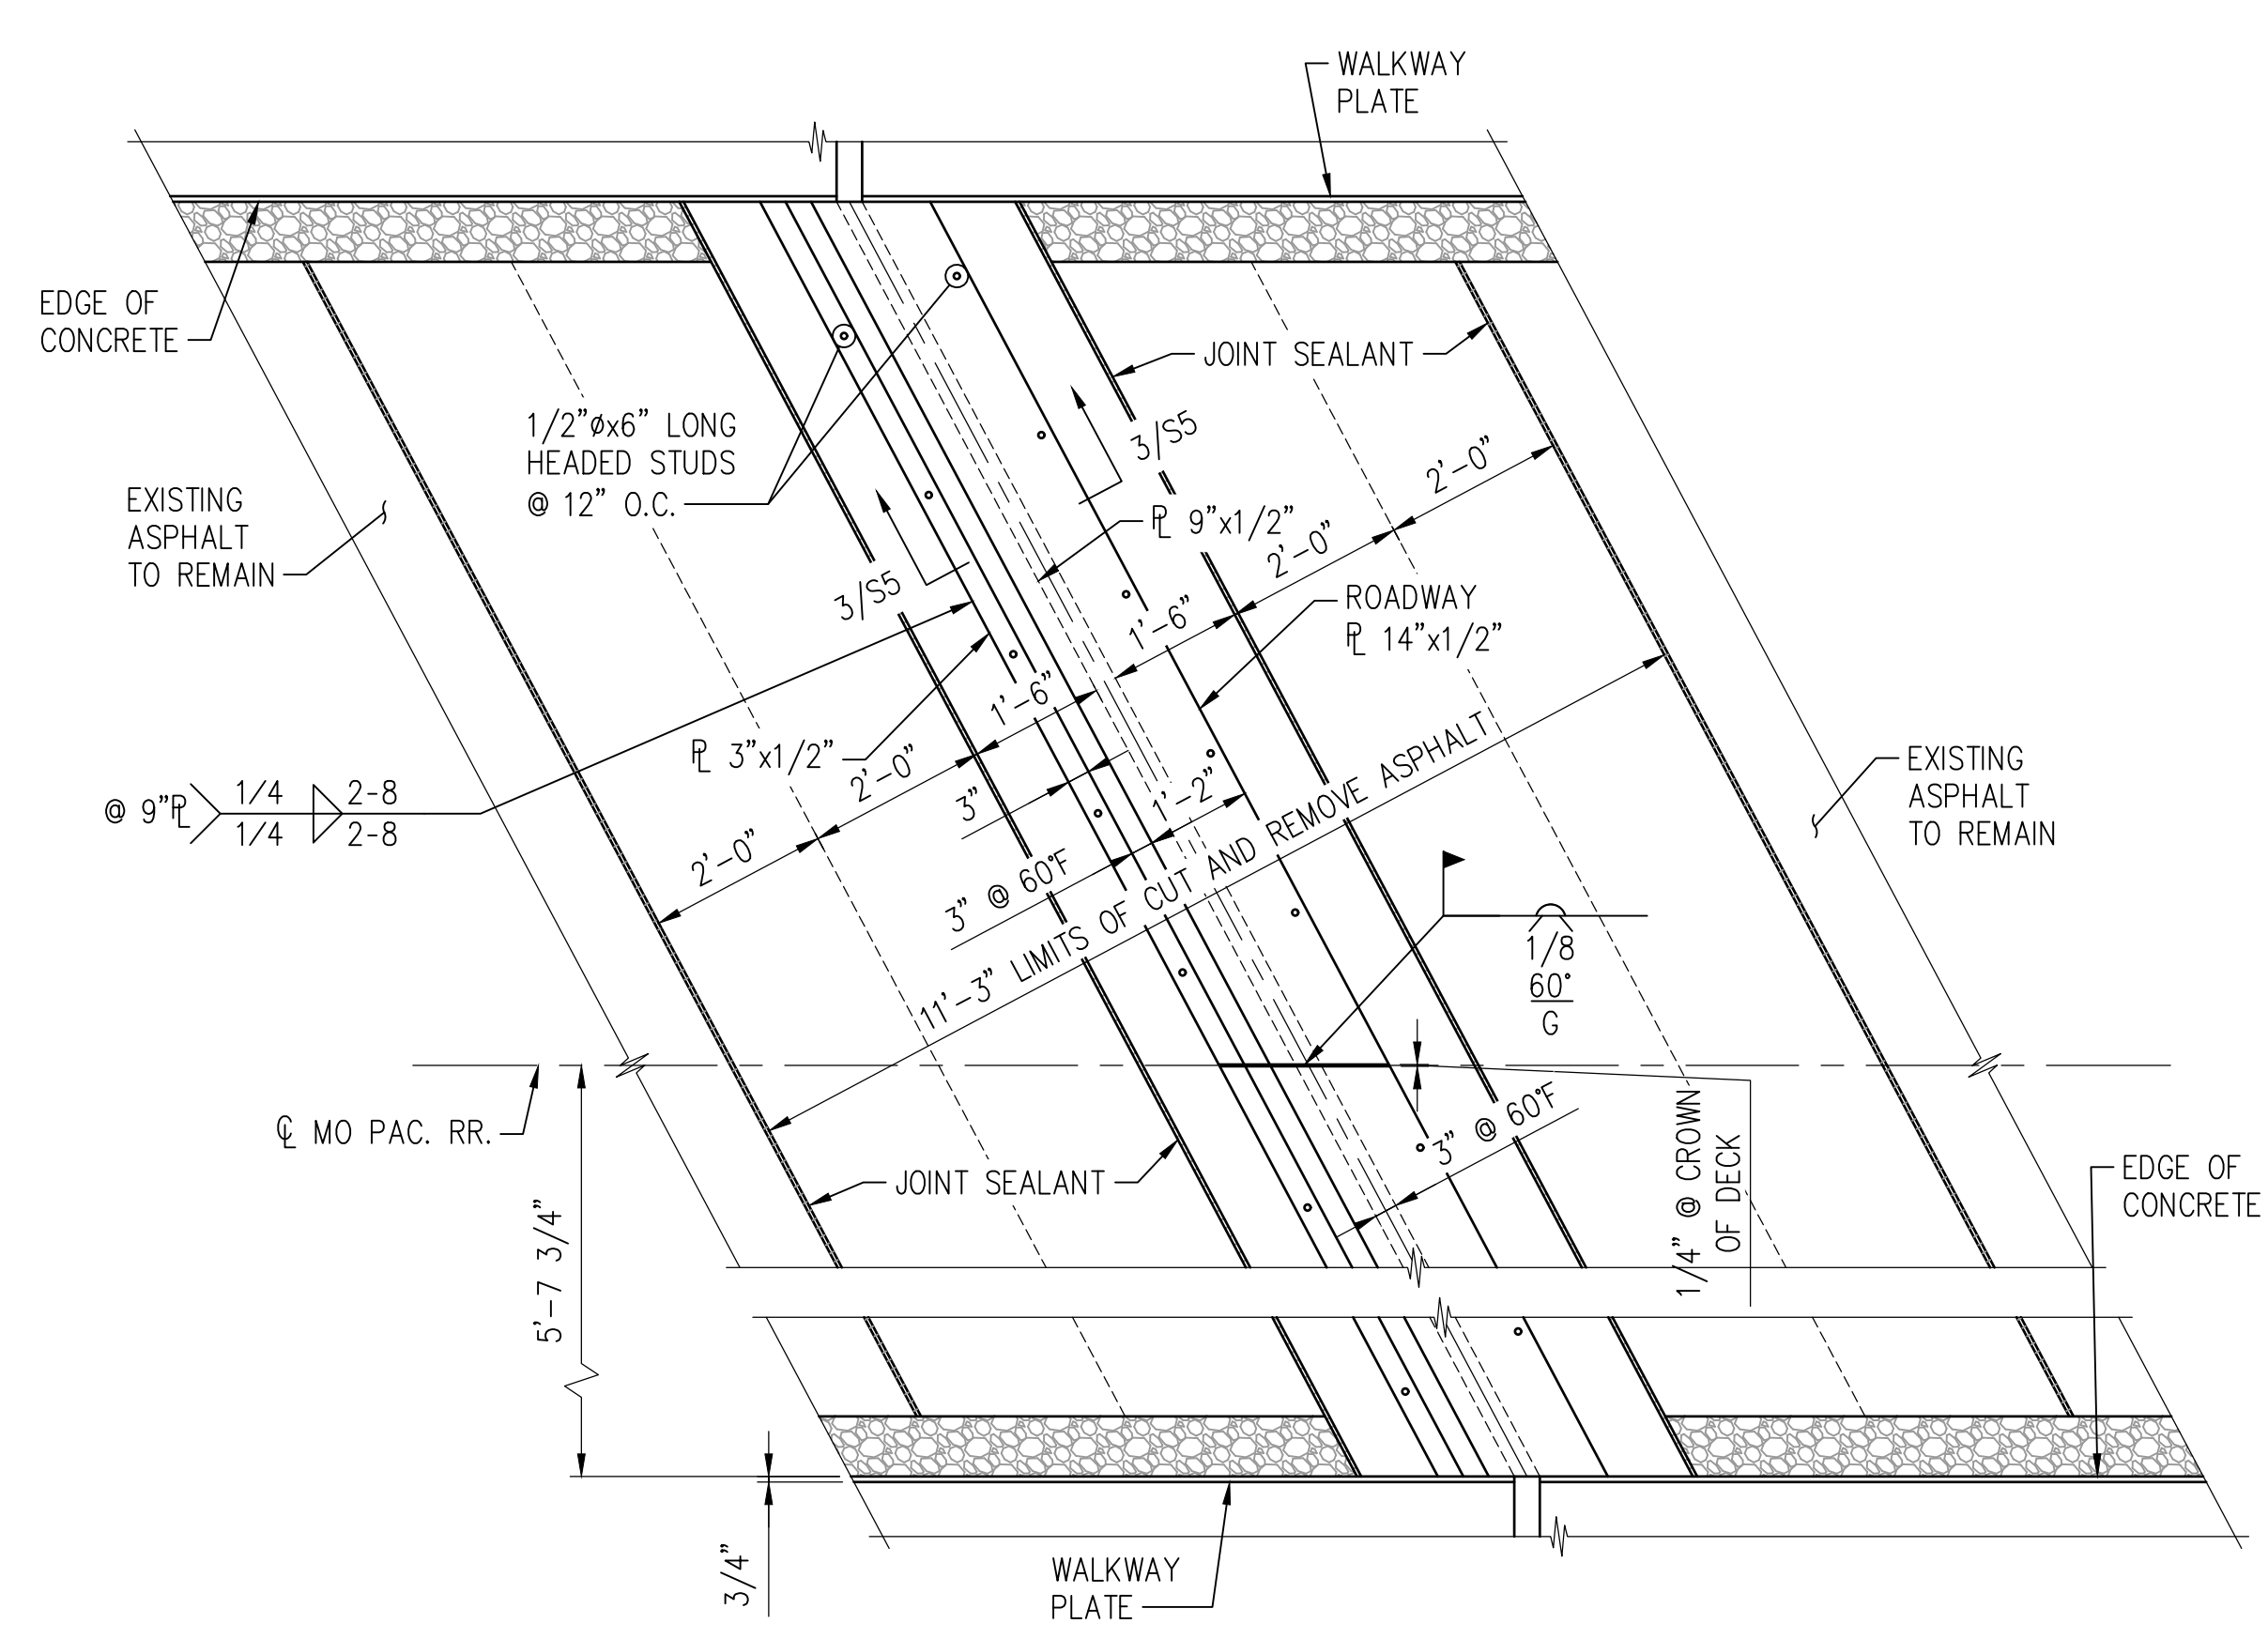 WALKWAY
PLATE
EDGE OF
CONCRETE
JOINT SEALANT
1/2"øx6" LONG
HEADED STUDS
@ 12" O.C.
3/S5
2'-0"
EXISTING
ASPHALT
TO REMAIN
℄ 9"x1/2"
2'-0"
3/S5
ROADWAY
℄ 14"x1/2"
1'-6"
1'-6"
℄ 3"x1/2"
2'-0"
EXISTING
ASPHALT
TO REMAIN
@ 9"℄
1/4
2-8
1/4
2-8
3"
1'-2"
2'-0"
3" @ 60°F
11'-3" LIMITS OF CUT AND REMOVE ASPHALT
1/8
60°
G
℄ MO PAC. RR.
3" @ 60°F
JOINT SEALANT
1/4" @ CROWN
OF DECK
EDGE OF
CONCRETE
5'-7 3/4"
3/4"
WALKWAY
PLATE